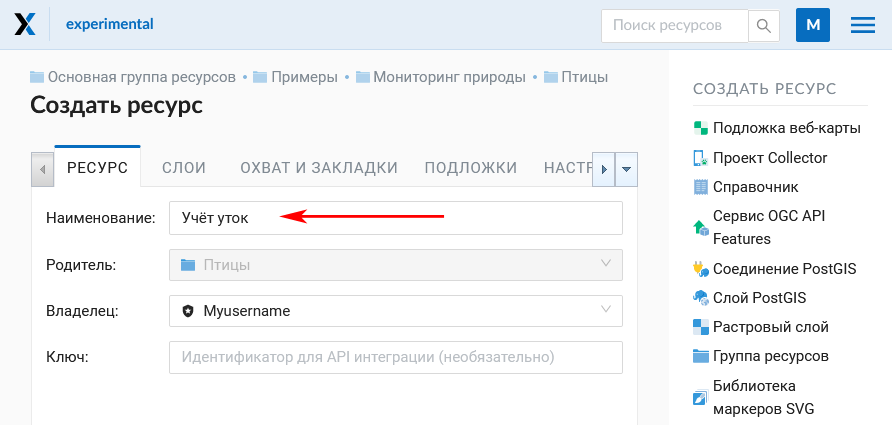 experimental
Поиск ресурсов
M
Основная группа ресурсов • Примеры • Мониторинг природы • Птицы
Создать ресурс
РЕСУРС СЛОИ ОХВАТ И ЗАКЛАДКИ ПОДЛОЖКИ НАСТР
Наименование: Учёт уток
Родитель: Птицы
Владелец: Myusername
Ключ: Идентификатор для API интеграции (необязательно)
СОЗДАТЬ РЕСУРС
Подложка веб-карты
Проект Collector
Справочник
Сервис OGC API
Features
Соединение PostGIS
Слой PostGIS
Растровый слой
Группа ресурсов
Библиотека
маркеров SVG